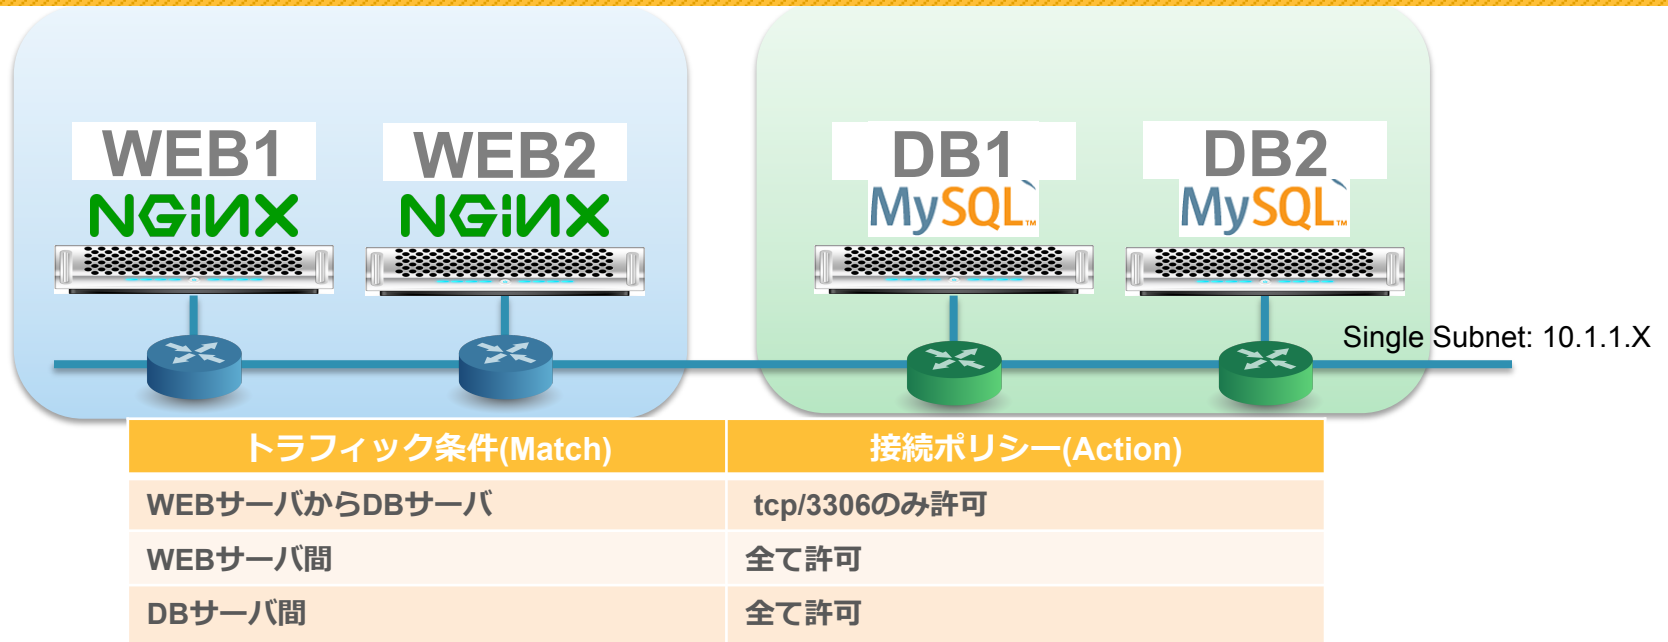 WEB1
WEB2
DB1
DB2
NGiNX
NGiNX
MySQL™
MySQL™
Single Subnet: 10.1.1.X
トラフィック条件(Match)
接続ポリシー(Action)
WEBサーバからDBサーバ
tcp/3306のみ許可
WEBサーバ間
全て許可
DBサーバ間
全て許可